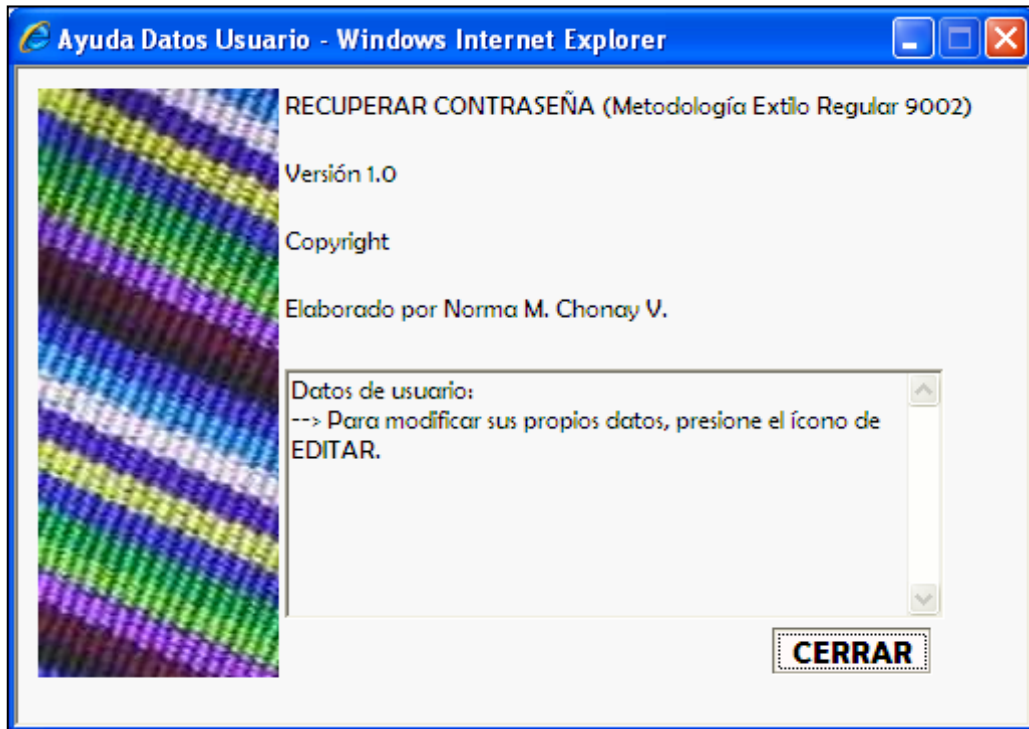 Ayuda Datos Usuario - Windows Internet Explorer
RECUPERAR CONTRASEÑA (Metodología Extilo Regular 9002)
Versión 1.0
Copyright
Elaborado por Norma M. Chonay V.
Datos de usuario:
--> Para modificar sus propios datos, presione el ícono de
EDITAR.
CERRAR